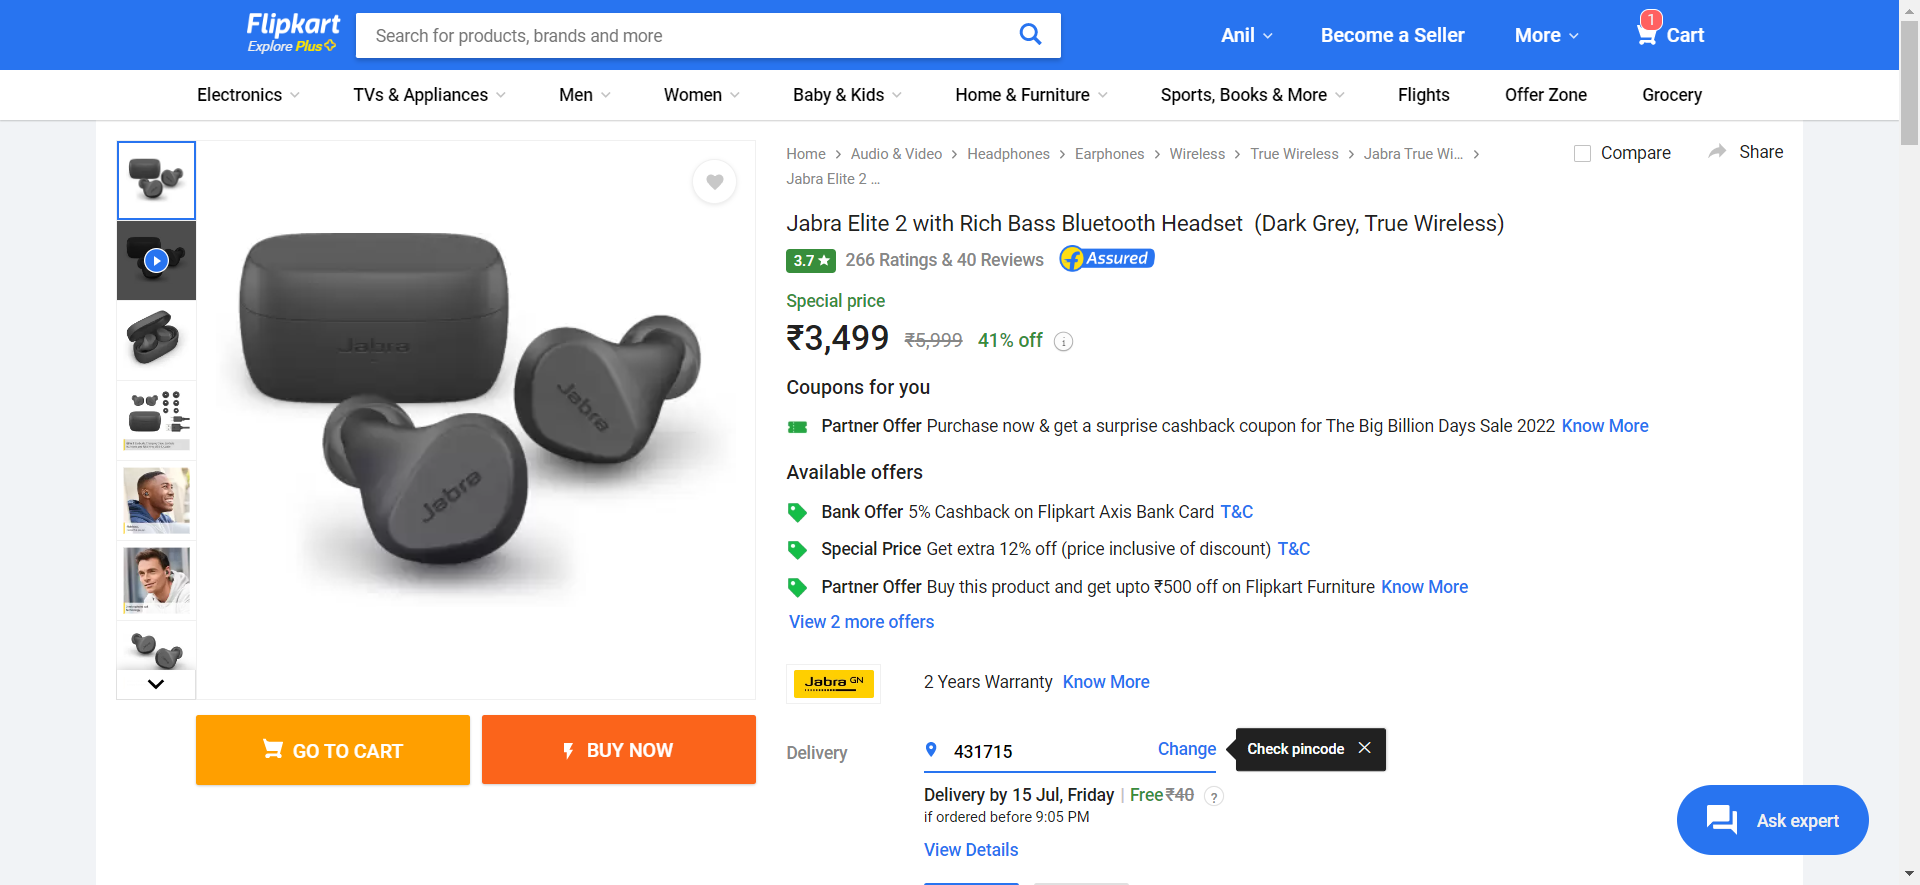 Flipkart
Explore Plus
Search for products, brands and more
Anil
Become a Seller
More
1
Cart
Electronics
TVs & Appliances
Men
Women
Baby & Kids
Home & Furniture
Sports, Books & More
Flights
Offer Zone
Grocery
Jabra
Jabra
Jabra
GO TO CART
BUY NOW
Home > Audio & Video > Headphones > Earphones > Wireless > True Wireless > Jabra True Wi... >
Jabra Elite 2 ...
Compare
Share
Jabra Elite 2 with Rich Bass Bluetooth Headset (Dark Grey, True Wireless)
3.7★ 266 Ratings & 40 Reviews f Assured
Special price
₹3,499 ₹5,999 41% off i
Coupons for you
Partner Offer Purchase now & get a surprise cashback coupon for The Big Billion Days Sale 2022 Know More
Available offers
Bank Offer 5% Cashback on Flipkart Axis Bank Card T&C
Special Price Get extra 12% off (price inclusive of discount) T&C
Partner Offer Buy this product and get upto ₹500 off on Flipkart Furniture Know More
View 2 more offers
Jabra GN
2 Years Warranty Know More
Delivery
431715
Change
Check pincode
Delivery by 15 Jul, Friday | Free ₹40 ?
if ordered before 9:05 PM
View Details
Ask expert